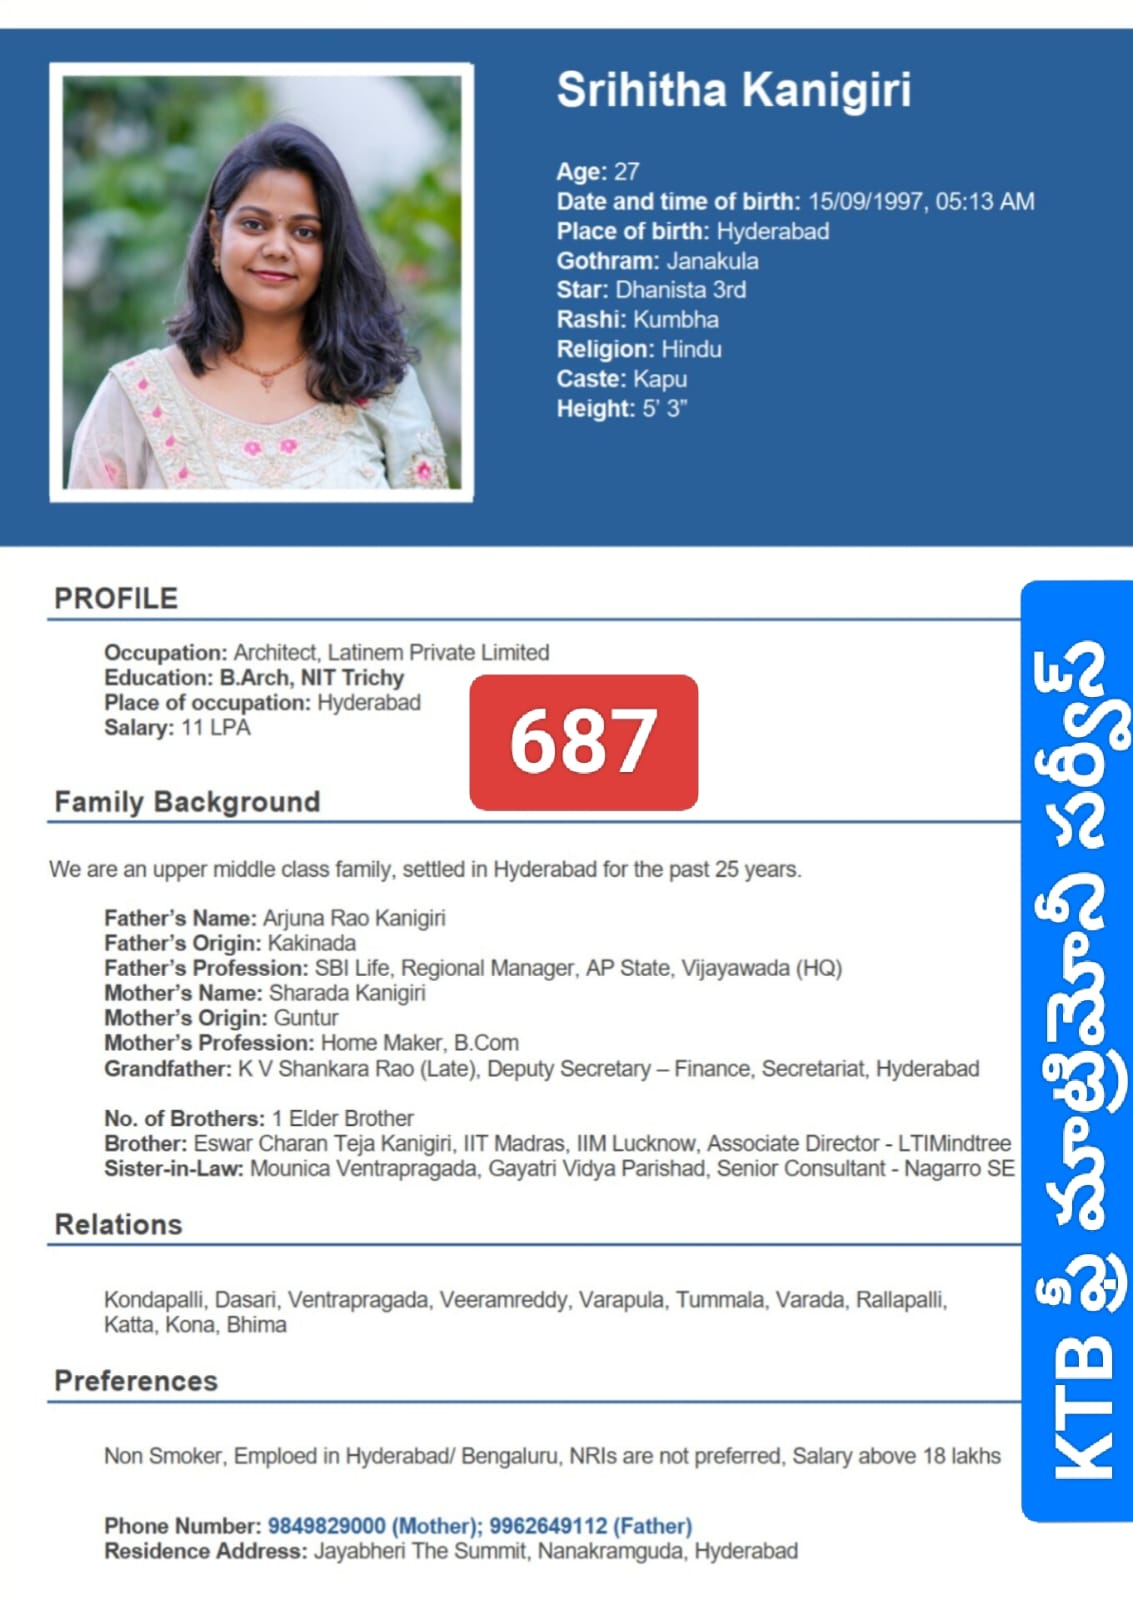 Srihitha Kanigiri
Age: 27
Date and time of birth: 15/09/1997, 05:13 AM
Place of birth: Hyderabad
Gothram: Janakula
Star: Dhanista 3rd
Rashi: Kumbha
Religion: Hindu
Caste: Kapu
Height: 5' 3”
PROFILE
Occupation: Architect, Latinem Private Limited
Education: B.Arch, NIT Trichy
Place of occupation: Hyderabad
Salary: 11 LPA
687
Family Background
We are an upper middle class family, settled in Hyderabad for the past 25 years.
Father’s Name: Arjuna Rao Kanigiri
Father’s Origin: Kakinada
Father’s Profession: SBI Life, Regional Manager, AP State, Vijayawada (HQ)
Mother’s Name: Sharada Kanigiri
Mother’s Origin: Guntur
Mother’s Profession: Home Maker, B.Com
Grandfather: K V Shankara Rao (Late), Deputy Secretary – Finance, Secretariat, Hyderabad
No. of Brothers: 1 Elder Brother
Brother: Eswar Charan Teja Kanigiri, IIT Madras, IIM Lucknow, Associate Director - LTIMindtree
Sister-in-Law: Mounica Ventrapragada, Gayatri Vidya Parishad, Senior Consultant - Nagarro SE
Relations
Kondapalli, Dasari, Ventrapragada, Veeramreddy, Varapula, Tummala, Varada, Rallapalli,
Katta, Kona, Bhima
Preferences
Non Smoker, Emploed in Hyderabad/ Bengaluru, NRIs are not preferred, Salary above 18 lakhs
Phone Number: 9849829000 (Mother); 9962649112 (Father)
Residence Address: Jayabheri The Summit, Nanakramguda, Hyderabad
KTB ఫ్రీ మాట్రిమోని సర్వీస్